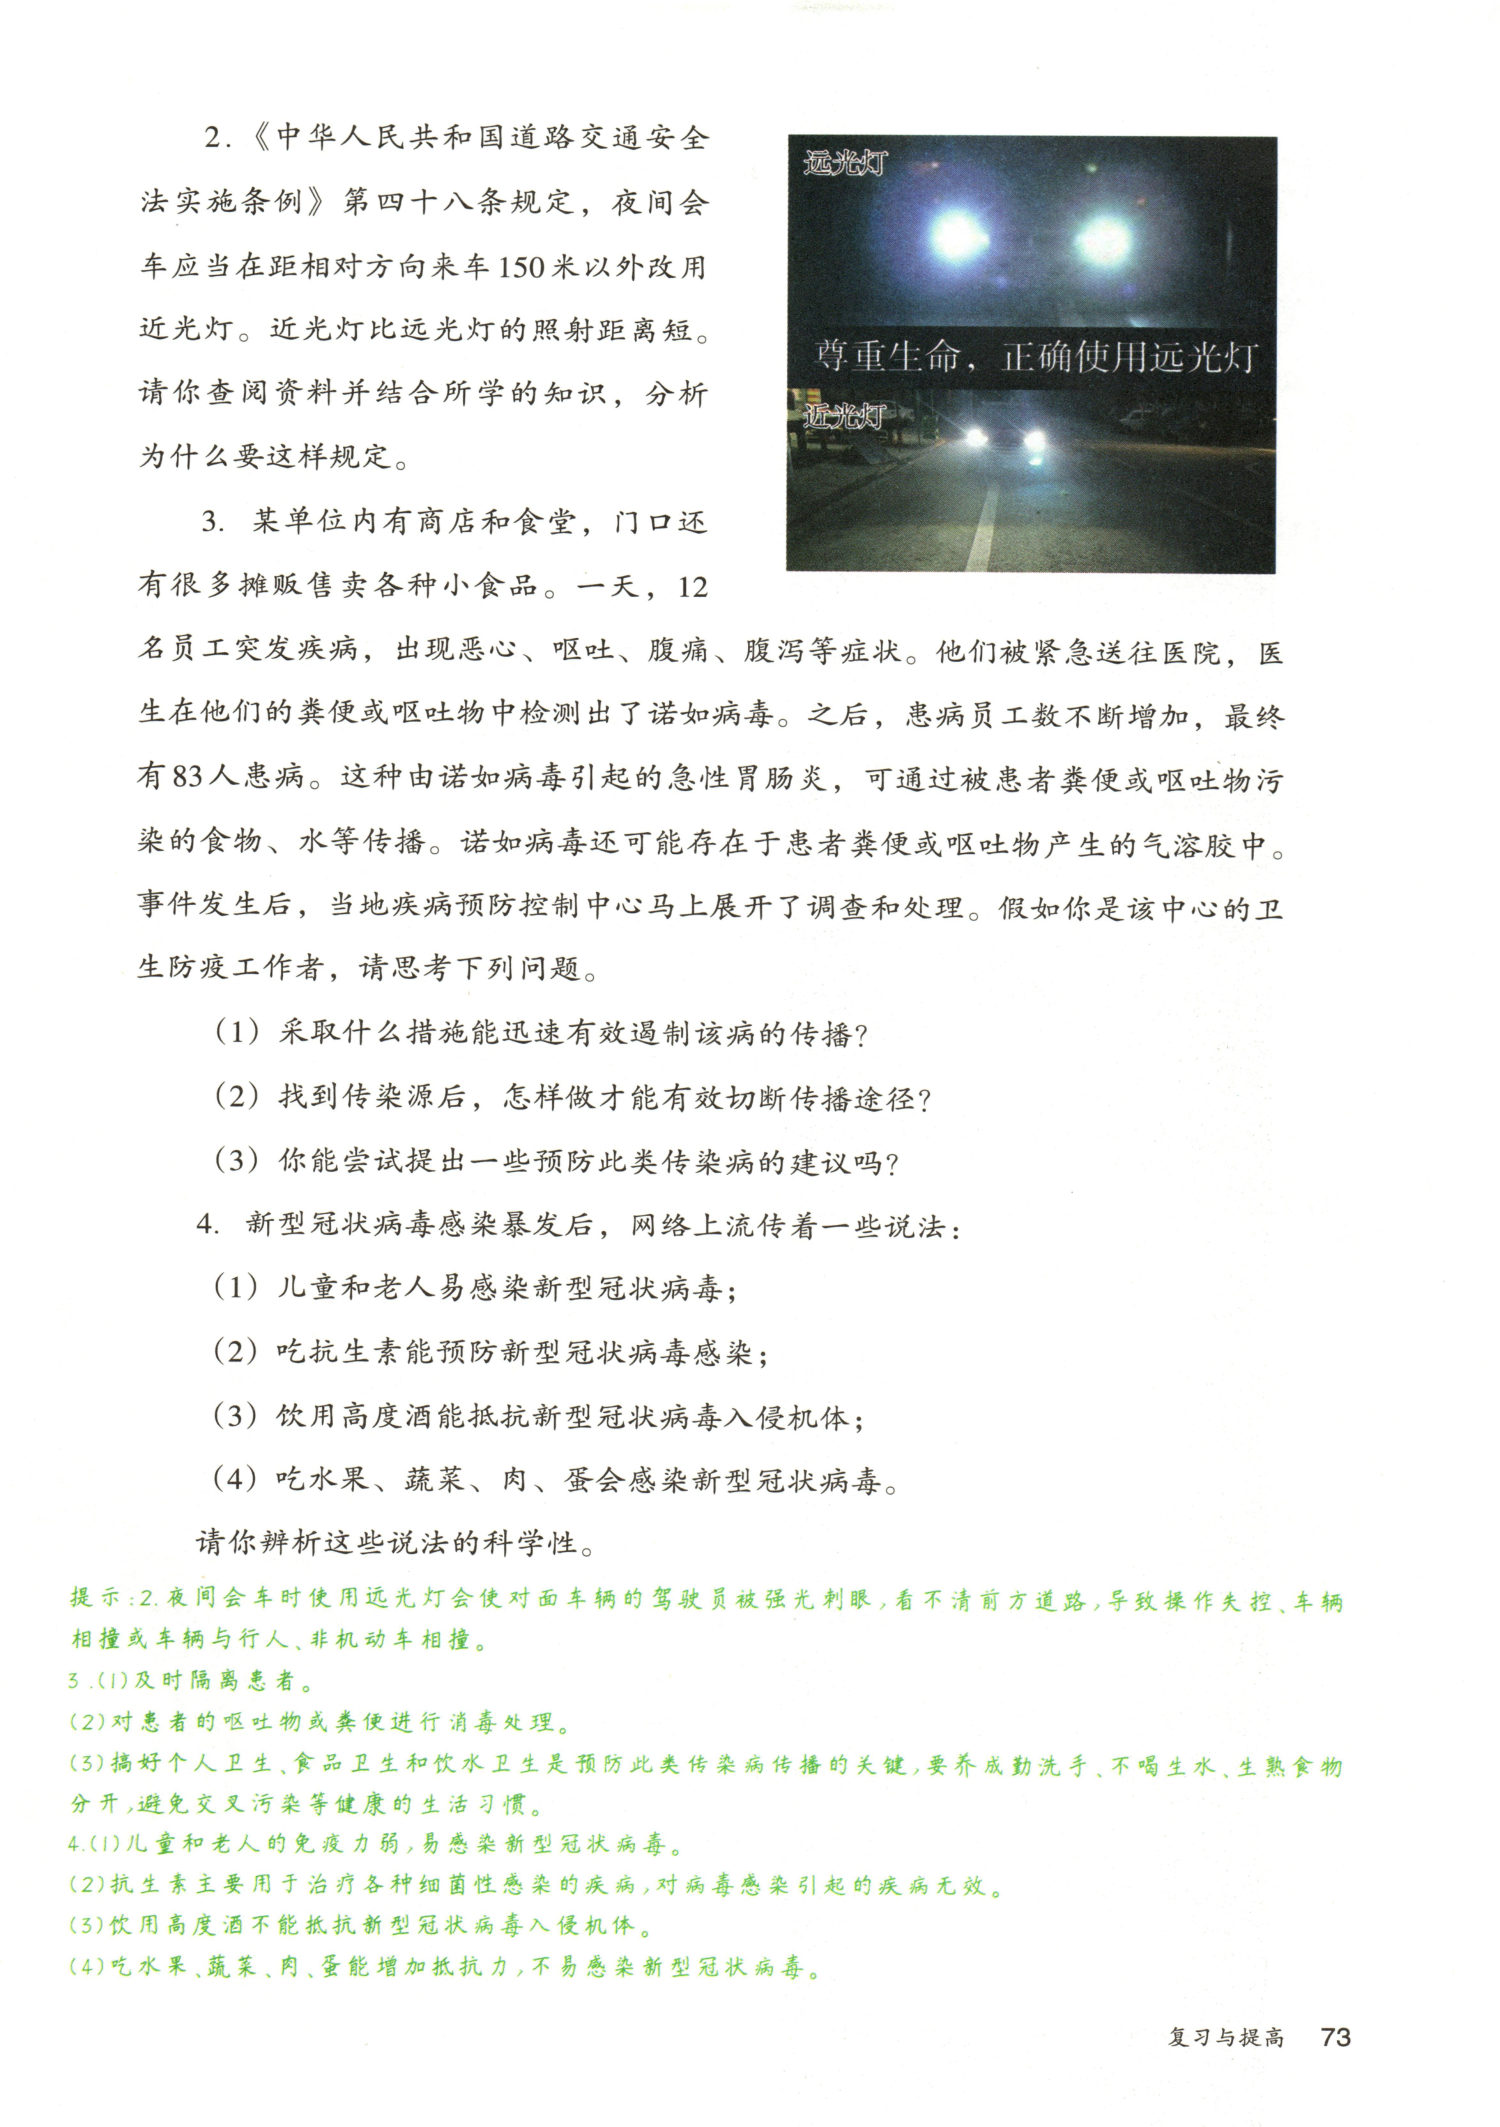 2.《中华人民共和国道路交通安全
法实施条例》第四十八条规定，夜间会
车应当在距相对方向来车150米以外改用
近光灯。近光灯比远光灯的照射距离短。
请你查阅资料并结合所学的知识，分析
为什么要这样规定。
远光灯
尊重生命，正确使用远光灯
近光灯
3. 某单位内有商店和食堂，门口还
有很多摊贩售卖各种小食品。一天，12
名员工突发疾病，出现恶心、呕吐、腹痛、腹泻等症状。他们被紧急送往医院，医
生在他们的粪便或呕吐物中检测出了诺如病毒。之后，患病员工数不断增加，最终
有83人患病。这种由诺如病毒引起的急性胃肠炎，可通过被患者粪便或呕吐物污
染的食物、水等传播。诺如病毒还可能存在于患者粪便或呕吐物产生的气溶胶中。
事件发生后，当地疾病预防控制中心马上展开了调查和处理。假如你是该中心的卫
生防疫工作者，请思考下列问题。
（1）采取什么措施能迅速有效遏制该病的传播？
（2）找到传染源后，怎样做才能有效切断传播途径？
（3）你能尝试提出一些预防此类传染病的建议吗？
4. 新型冠状病毒感染暴发后，网络上流传着一些说法：
（1）儿童和老人易感染新型冠状病毒；
（2）吃抗生素能预防新型冠状病毒感染；
（3）饮用高度酒能抵抗新型冠状病毒入侵机体；
（4）吃水果、蔬菜、肉、蛋会感染新型冠状病毒。
请你辨析这些说法的科学性。
提示:2.夜间会车时使用远光灯会使对面车辆的驾驶员被强光刺眼,看不清前方道路,导致操作失控、车辆
相撞或车辆与行人、非机动车相撞。
3.(1)及时隔离患者。
(2)对患者的呕吐物或粪便进行消毒处理。
(3)搞好个人卫生、食品卫生和饮水卫生是预防此类传染病传播的关键,要养成勤洗手、不喝生水、生熟食物
分开,避免交叉污染等健康的生活习惯。
4.(1)儿童和老人的免疫力弱,易感染新型冠状病毒。
(2)抗生素主要用于治疗各种细菌性感染的疾病,对病毒感染引起的疾病无效。
(3)饮用高度酒不能抵抗新型冠状病毒入侵机体。
(4)吃水果、蔬菜、肉、蛋能增加抵抗力,不易感染新型冠状病毒。
复习与提高 73